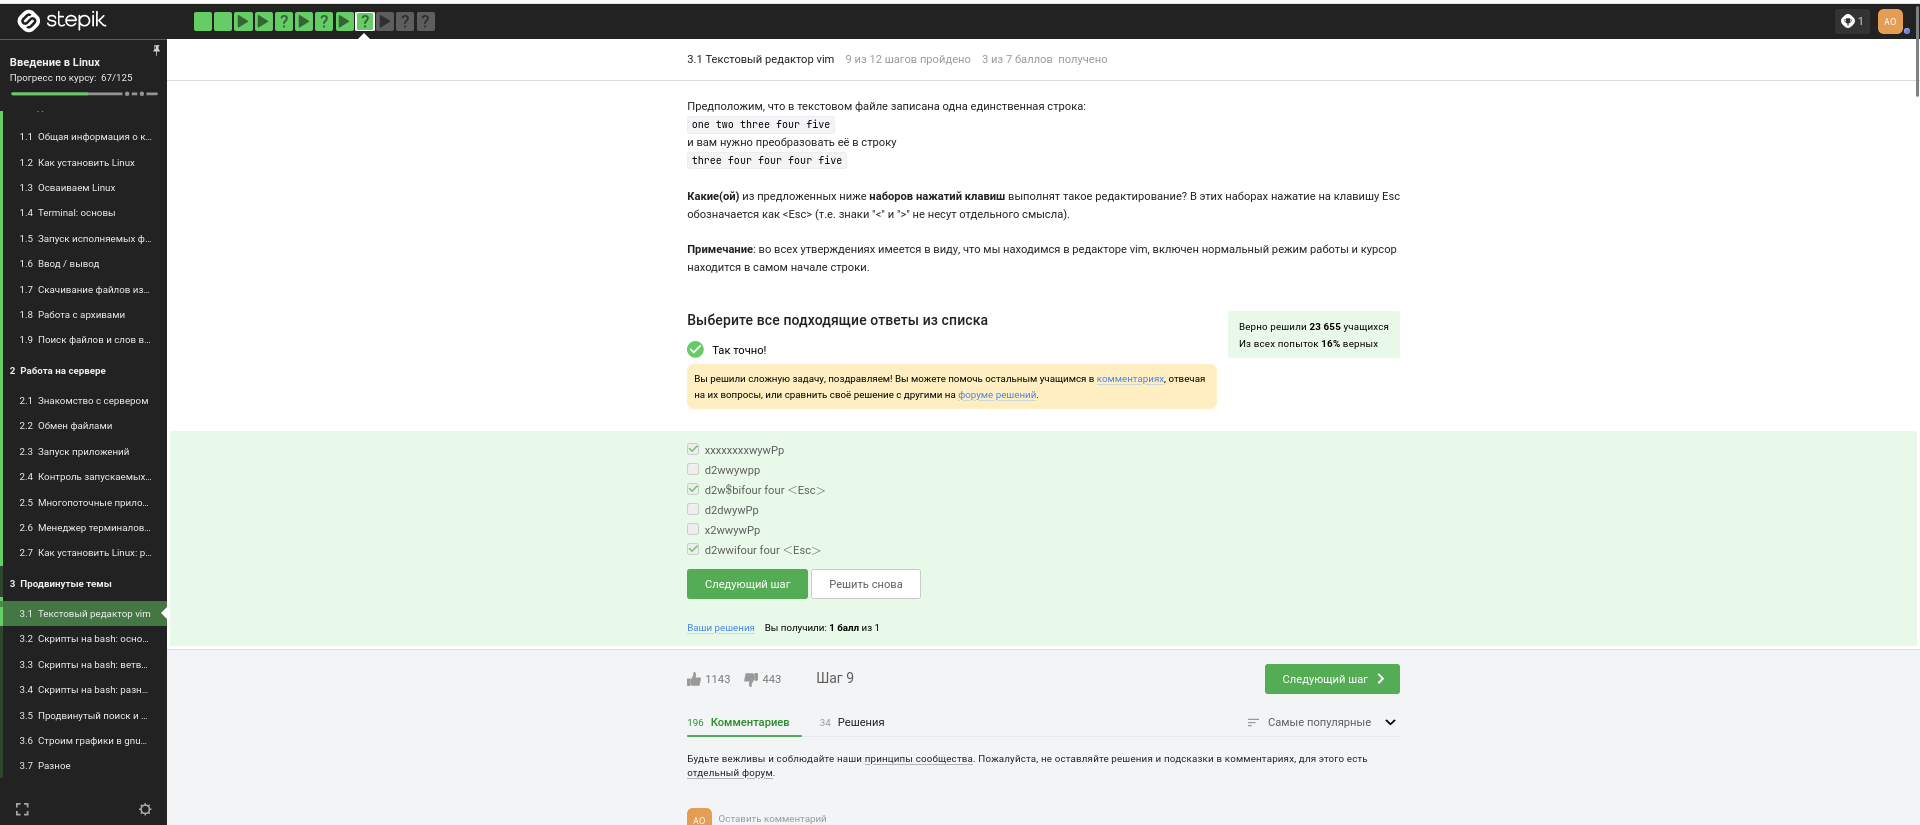 stepik
? ? ? ? ?
1
AO
Введение в Linux
Прогресс по курсу: 67/125
1.1 Общая информация о к...
1.2 Как установить Linux
1.3 Осваиваем Linux
1.4 Terminal: основы
1.5 Запуск исполняемых ф...
1.6 Ввод / вывод
1.7 Скачивание файлов из...
1.8 Работа с архивами
1.9 Поиск файлов и слов в...
2 Работа на сервере
2.1 Знакомство с сервером
2.2 Обмен файлами
2.3 Запуск приложений
2.4 Контроль запускаемых...
2.5 Многопоточные прило...
2.6 Менеджер терминалов...
2.7 Как установить Linux: р...
3 Продвинутые темы
3.1 Текстовый редактор vim
3.2 Скрипты на bash: осно...
3.3 Скрипты на bash: ветв...
3.4 Скрипты на bash: разн...
3.5 Продвинутый поиск и ...
3.6 Строим графики в gnu...
3.7 Разное
3.1 Текстовый редактор vim 9 из 12 шагов пройдено 3 из 7 баллов получено
Предположим, что в текстовом файле записана одна единственная строка:
one two three four five
и вам нужно преобразовать её в строку
three four four four five
Какие(ой) из предложенных ниже наборов нажатий клавиш выполнят такое редактирование? В этих наборах нажатие на клавишу Esc
обозначается как <Esc> (т.е. знаки "<" и ">" не несут отдельного смысла).
Примечание: во всех утверждениях имеется в виду, что мы находимся в редакторе vim, включен нормальный режим работы и курсор
находится в самом начале строки.
Выберите все подходящие ответы из списка
Верно решили 23 655 учащихся
Из всех попыток 16% верных
Так точно!
Вы решили сложную задачу, поздравляем! Вы можете помочь остальным учащимся в комментариях, отвечая
на их вопросы, или сравнить своё решение с другими на форуме решений.
xxxxxxxxwywPp
d2wwywpp
d2w$bifour four <Esc>
d2dwywPp
x2wwywPp
d2wwifour four <Esc>
Следующий шаг Решить снова
Ваши решения Вы получили: 1 балл из 1
1143 443 Шаг 9 Следующий шаг
196 Комментариев 34 Решения Самые популярные
Будьте вежливы и соблюдайте наши принципы сообщества. Пожалуйста, не оставляйте решения и подсказки в комментариях, для этого есть
отдельный форум.
AO Оставить комментарий